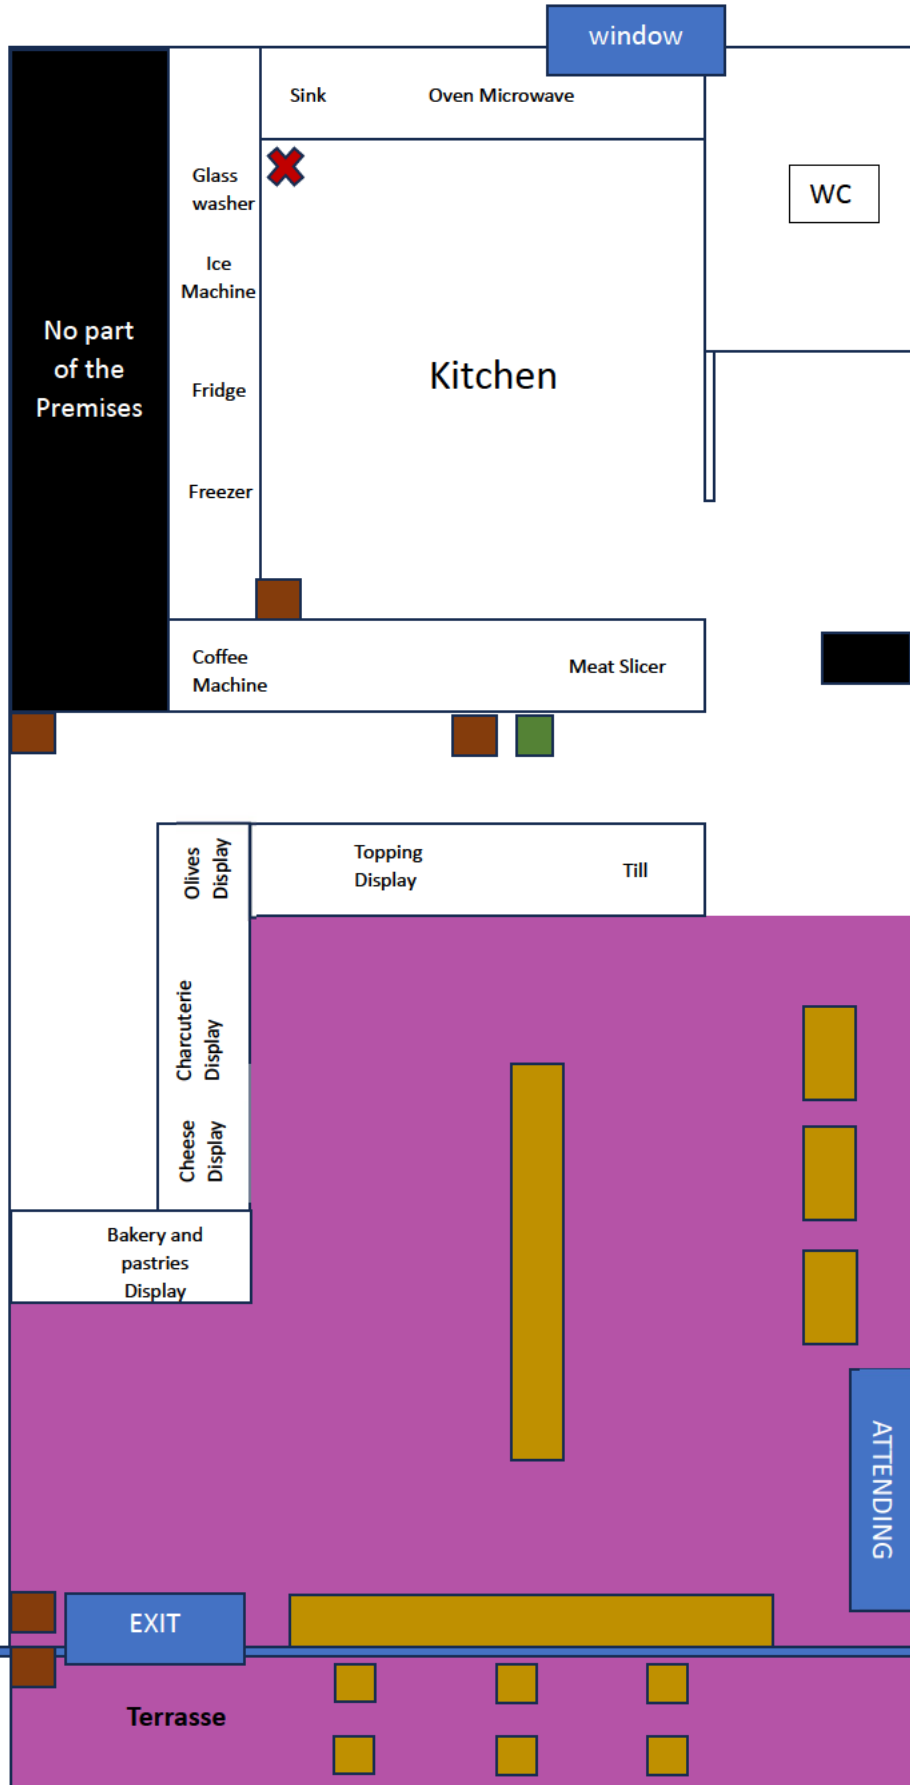 window
Sink
Oven Microwave
Glass
washer
WC
Ice
Machine
No part
of the
Premises
Kitchen
Fridge
Freezer
Coffee
Machine
Meat Slicer
Olives
Display
Topping
Display
Till
Charcuterie
Display
Cheese
Display
Bakery and
pastries
Display
ATTENDING
EXIT
Terrasse